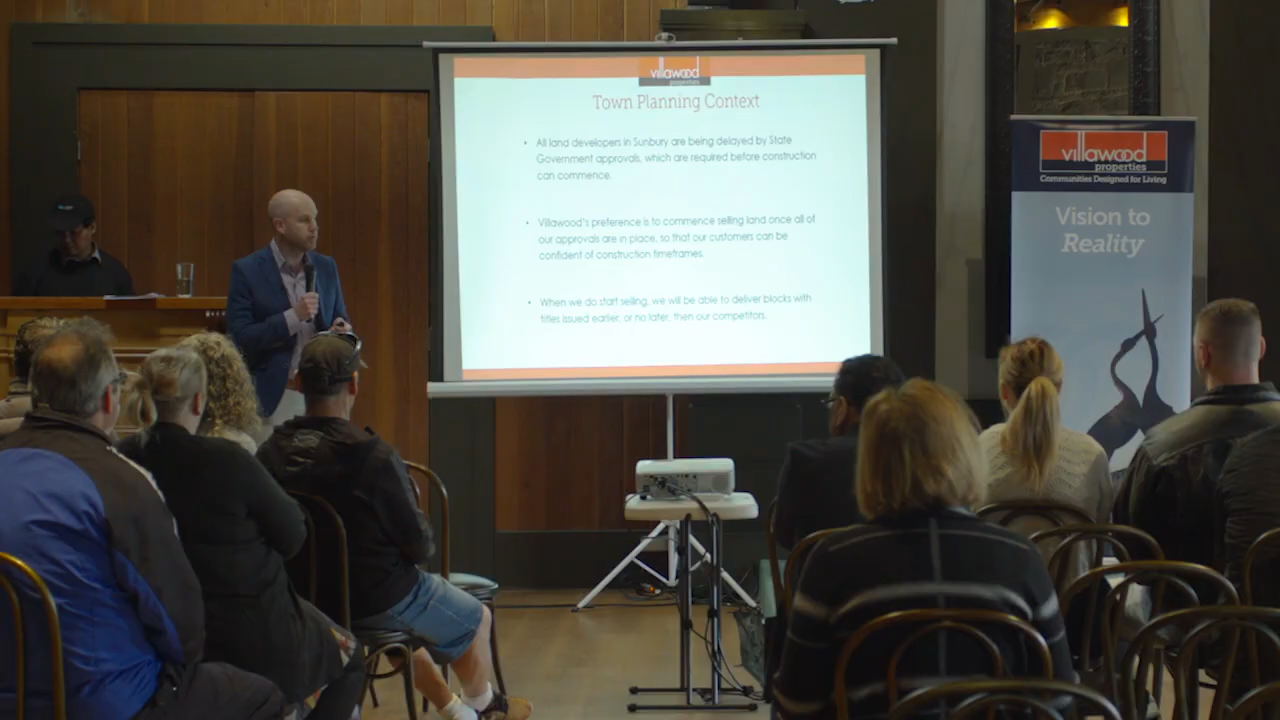 villawood
properties
Town Planning Context
• All land developers in Sunbury are being delayed by State
Government approvals, which are required before construction
can commence.
• Villawood's preference is to commence selling land once all of
our approvals are in place, so that our customers can be
confident of construction timeframes.
• When we do start selling, we will be able to deliver blocks with
titles issued earlier, or no later, then our competitors.
villawood
properties
Communities Designed for Living
Vision to
Reality